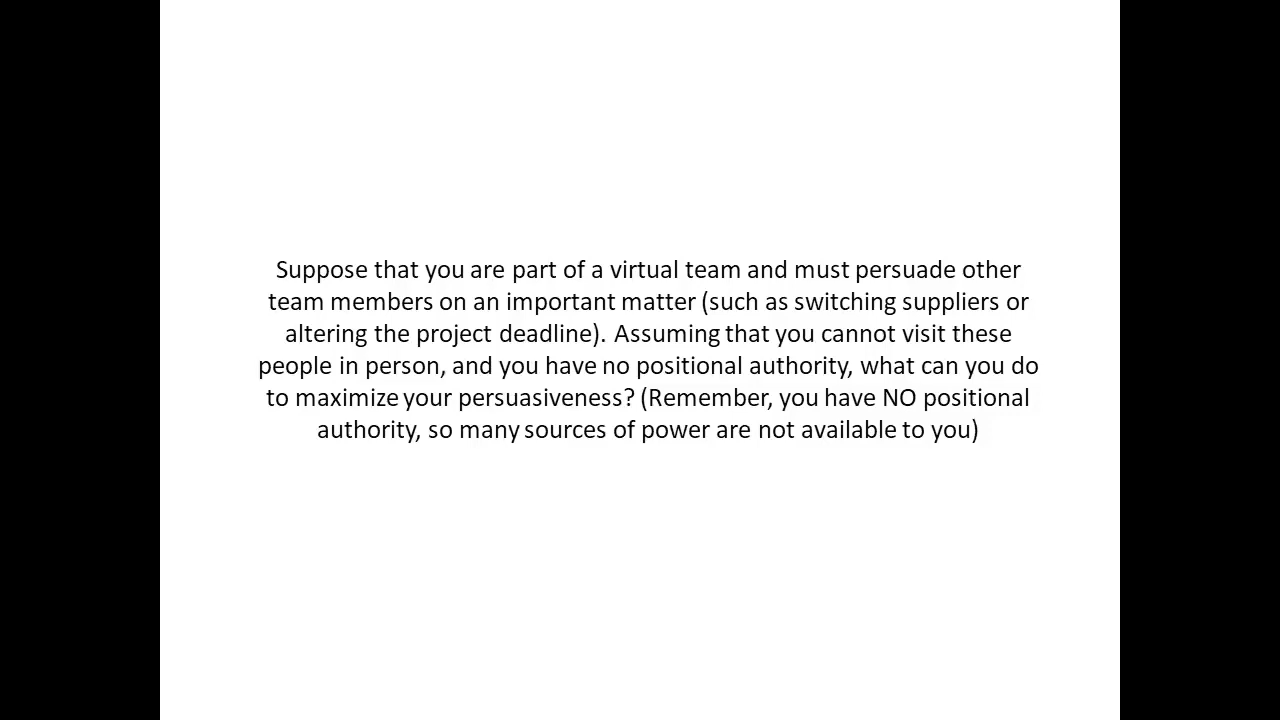 Suppose that you are part of a virtual team and must persuade other
team members on an important matter (such as switching suppliers or
altering the project deadline). Assuming that you cannot visit these
people in person, and you have no positional authority, what can you do
to maximize your persuasiveness? (Remember, you have NO positional
authority, so many sources of power are not available to you)